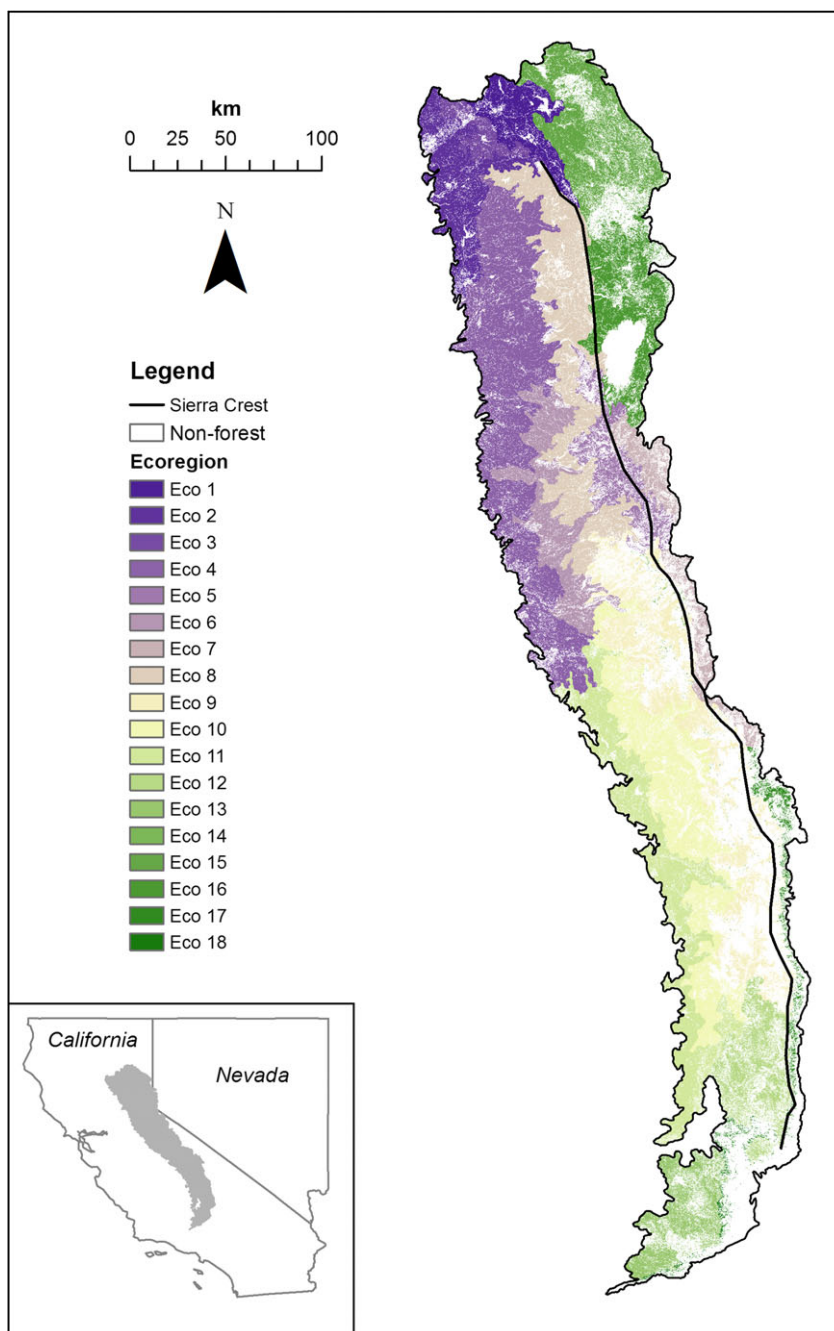 km
0 25 50 100
N
Legend
Sierra Crest
Non-forest
Ecoregion
Eco 1
Eco 2
Eco 3
Eco 4
Eco 5
Eco 6
Eco 7
Eco 8
Eco 9
Eco 10
Eco 11
Eco 12
Eco 13
Eco 14
Eco 15
Eco 16
Eco 17
Eco 18
California
Nevada